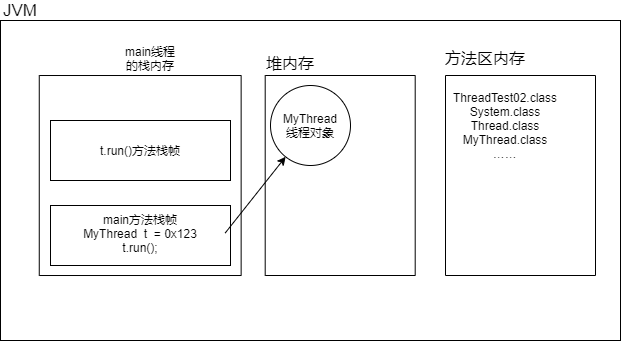 JVM
main线程
的栈内存
堆内存
方法区内存
t.run()方法栈帧
main方法栈帧
MyThread t = 0x123
t.run();
MyThread
线程对象
ThreadTest02.class
System.class
Thread.class
MyThread.class
……